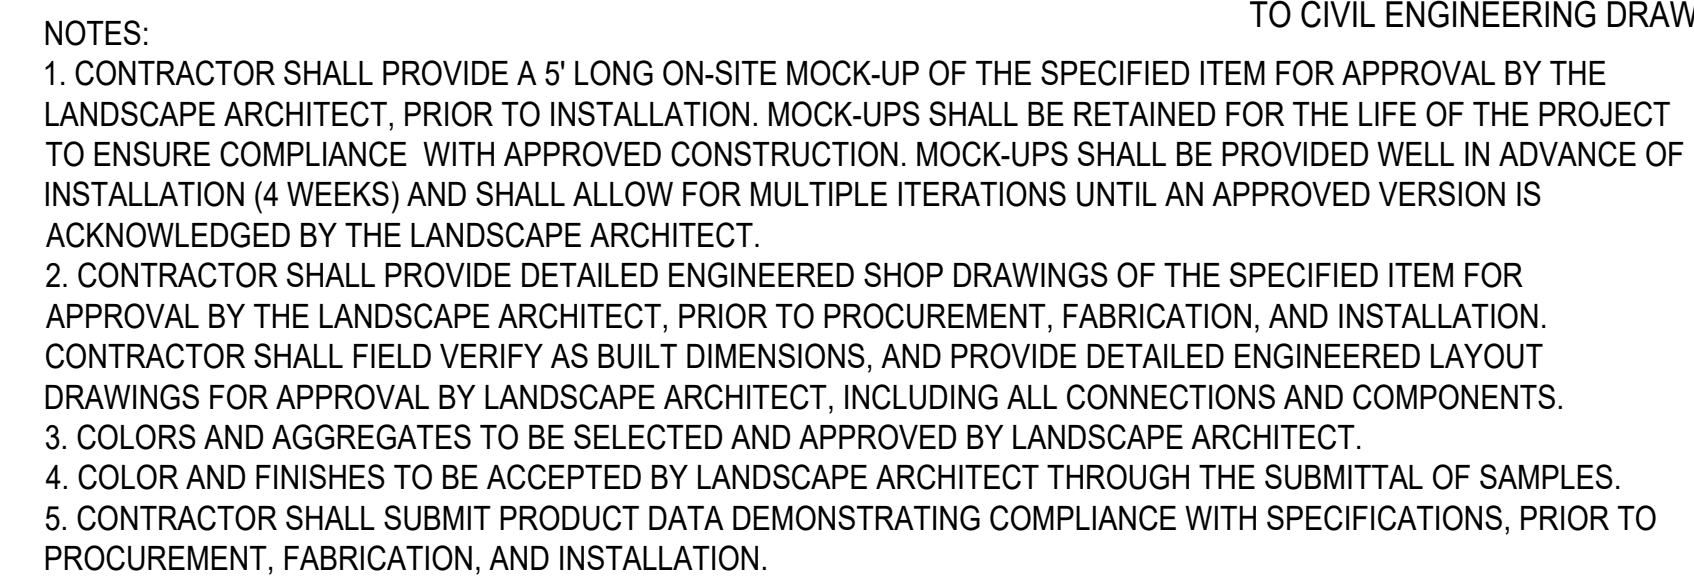 TO CIVIL ENGINEERING DRAW
NOTES:
1. CONTRACTOR SHALL PROVIDE A 5' LONG ON-SITE MOCK-UP OF THE SPECIFIED ITEM FOR APPROVAL BY THE
LANDSCAPE ARCHITECT, PRIOR TO INSTALLATION. MOCK-UPS SHALL BE RETAINED FOR THE LIFE OF THE PROJECT
TO ENSURE COMPLIANCE  WITH APPROVED CONSTRUCTION. MOCK-UPS SHALL BE PROVIDED WELL IN ADVANCE OF
INSTALLATION (4 WEEKS) AND SHALL ALLOW FOR MULTIPLE ITERATIONS UNTIL AN APPROVED VERSION IS
ACKNOWLEDGED BY THE LANDSCAPE ARCHITECT.
2. CONTRACTOR SHALL PROVIDE DETAILED ENGINEERED SHOP DRAWINGS OF THE SPECIFIED ITEM FOR
APPROVAL BY THE LANDSCAPE ARCHITECT, PRIOR TO PROCUREMENT, FABRICATION, AND INSTALLATION.
CONTRACTOR SHALL FIELD VERIFY AS BUILT DIMENSIONS, AND PROVIDE DETAILED ENGINEERED LAYOUT
DRAWINGS FOR APPROVAL BY LANDSCAPE ARCHITECT, INCLUDING ALL CONNECTIONS AND COMPONENTS.
3. COLORS AND AGGREGATES TO BE SELECTED AND APPROVED BY LANDSCAPE ARCHITECT.
4. COLOR AND FINISHES TO BE ACCEPTED BY LANDSCAPE ARCHITECT THROUGH THE SUBMITTAL OF SAMPLES.
5. CONTRACTOR SHALL SUBMIT PRODUCT DATA DEMONSTRATING COMPLIANCE WITH SPECIFICATIONS, PRIOR TO
PROCUREMENT, FABRICATION, AND INSTALLATION.